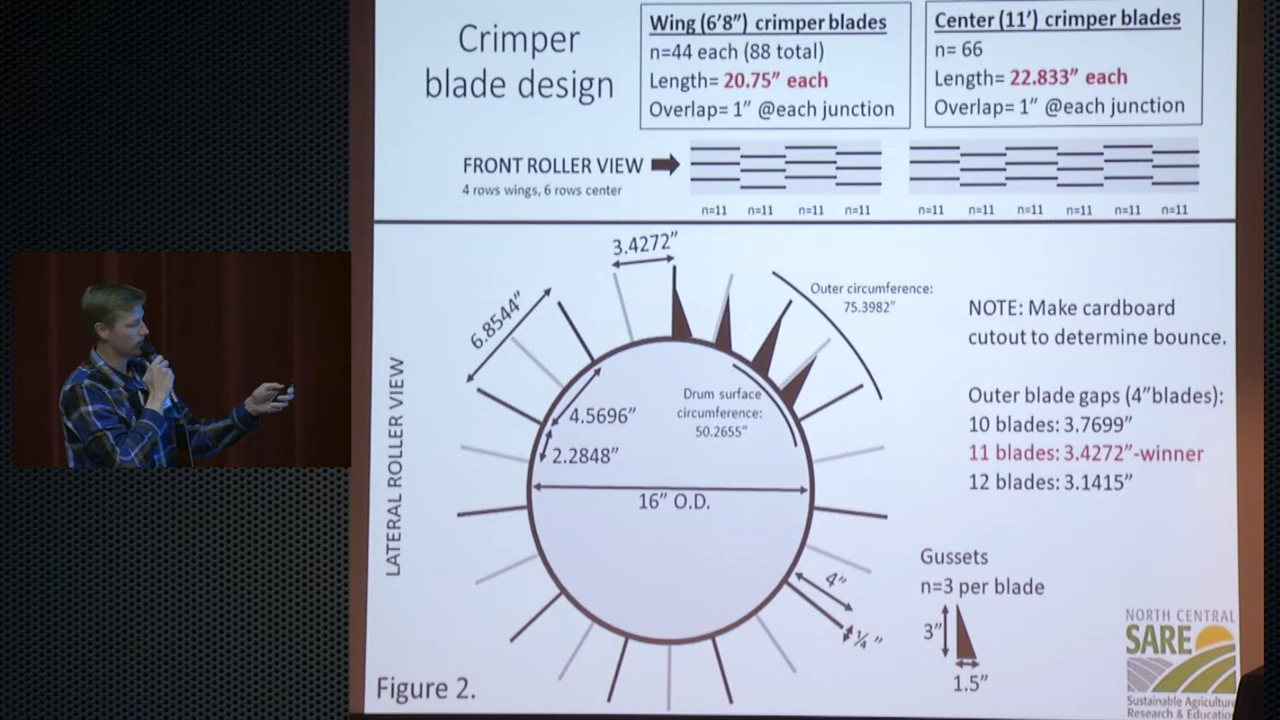 Crimper
blade design
Wing (6'8") crimper blades
n=44 each (88 total)
Length= 20.75" each
Overlap= 1" @each junction
Center (11') crimper blades
n= 66
Length= 22.833" each
Overlap= 1" @each junction
FRONT ROLLER VIEW
4 rows wings, 6 rows center
n=11 n=11 n=11 n=11
n=11 n=11 n=11 n=11 n=11 n=11
LATERAL ROLLER VIEW
3.4272"
6.8544"
Outer circumference:
75.3982"
Drum surface
circumference:
50.2655"
4.5696"
2.2848"
16" O.D.
4"
¼"
NOTE: Make cardboard
cutout to determine bounce.
Outer blade gaps (4"blades):
10 blades: 3.7699"
11 blades: 3.4272"-winner
12 blades: 3.1415"
Gussets
n=3 per blade
3"
1.5"
Figure 2.
NORTH CENTRAL
SARE
Sustainable Agriculture
Research & Education